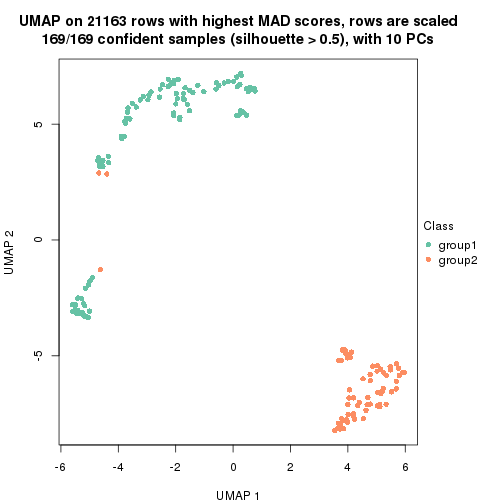 UMAP on 21163 rows with highest MAD scores, rows are scaled
169/169 confident samples (silhouette > 0.5), with 10 PCs
5
0
-5
UMAP 2
Class
group1
group2
-6 -4 -2 0 2 4 6
UMAP 1